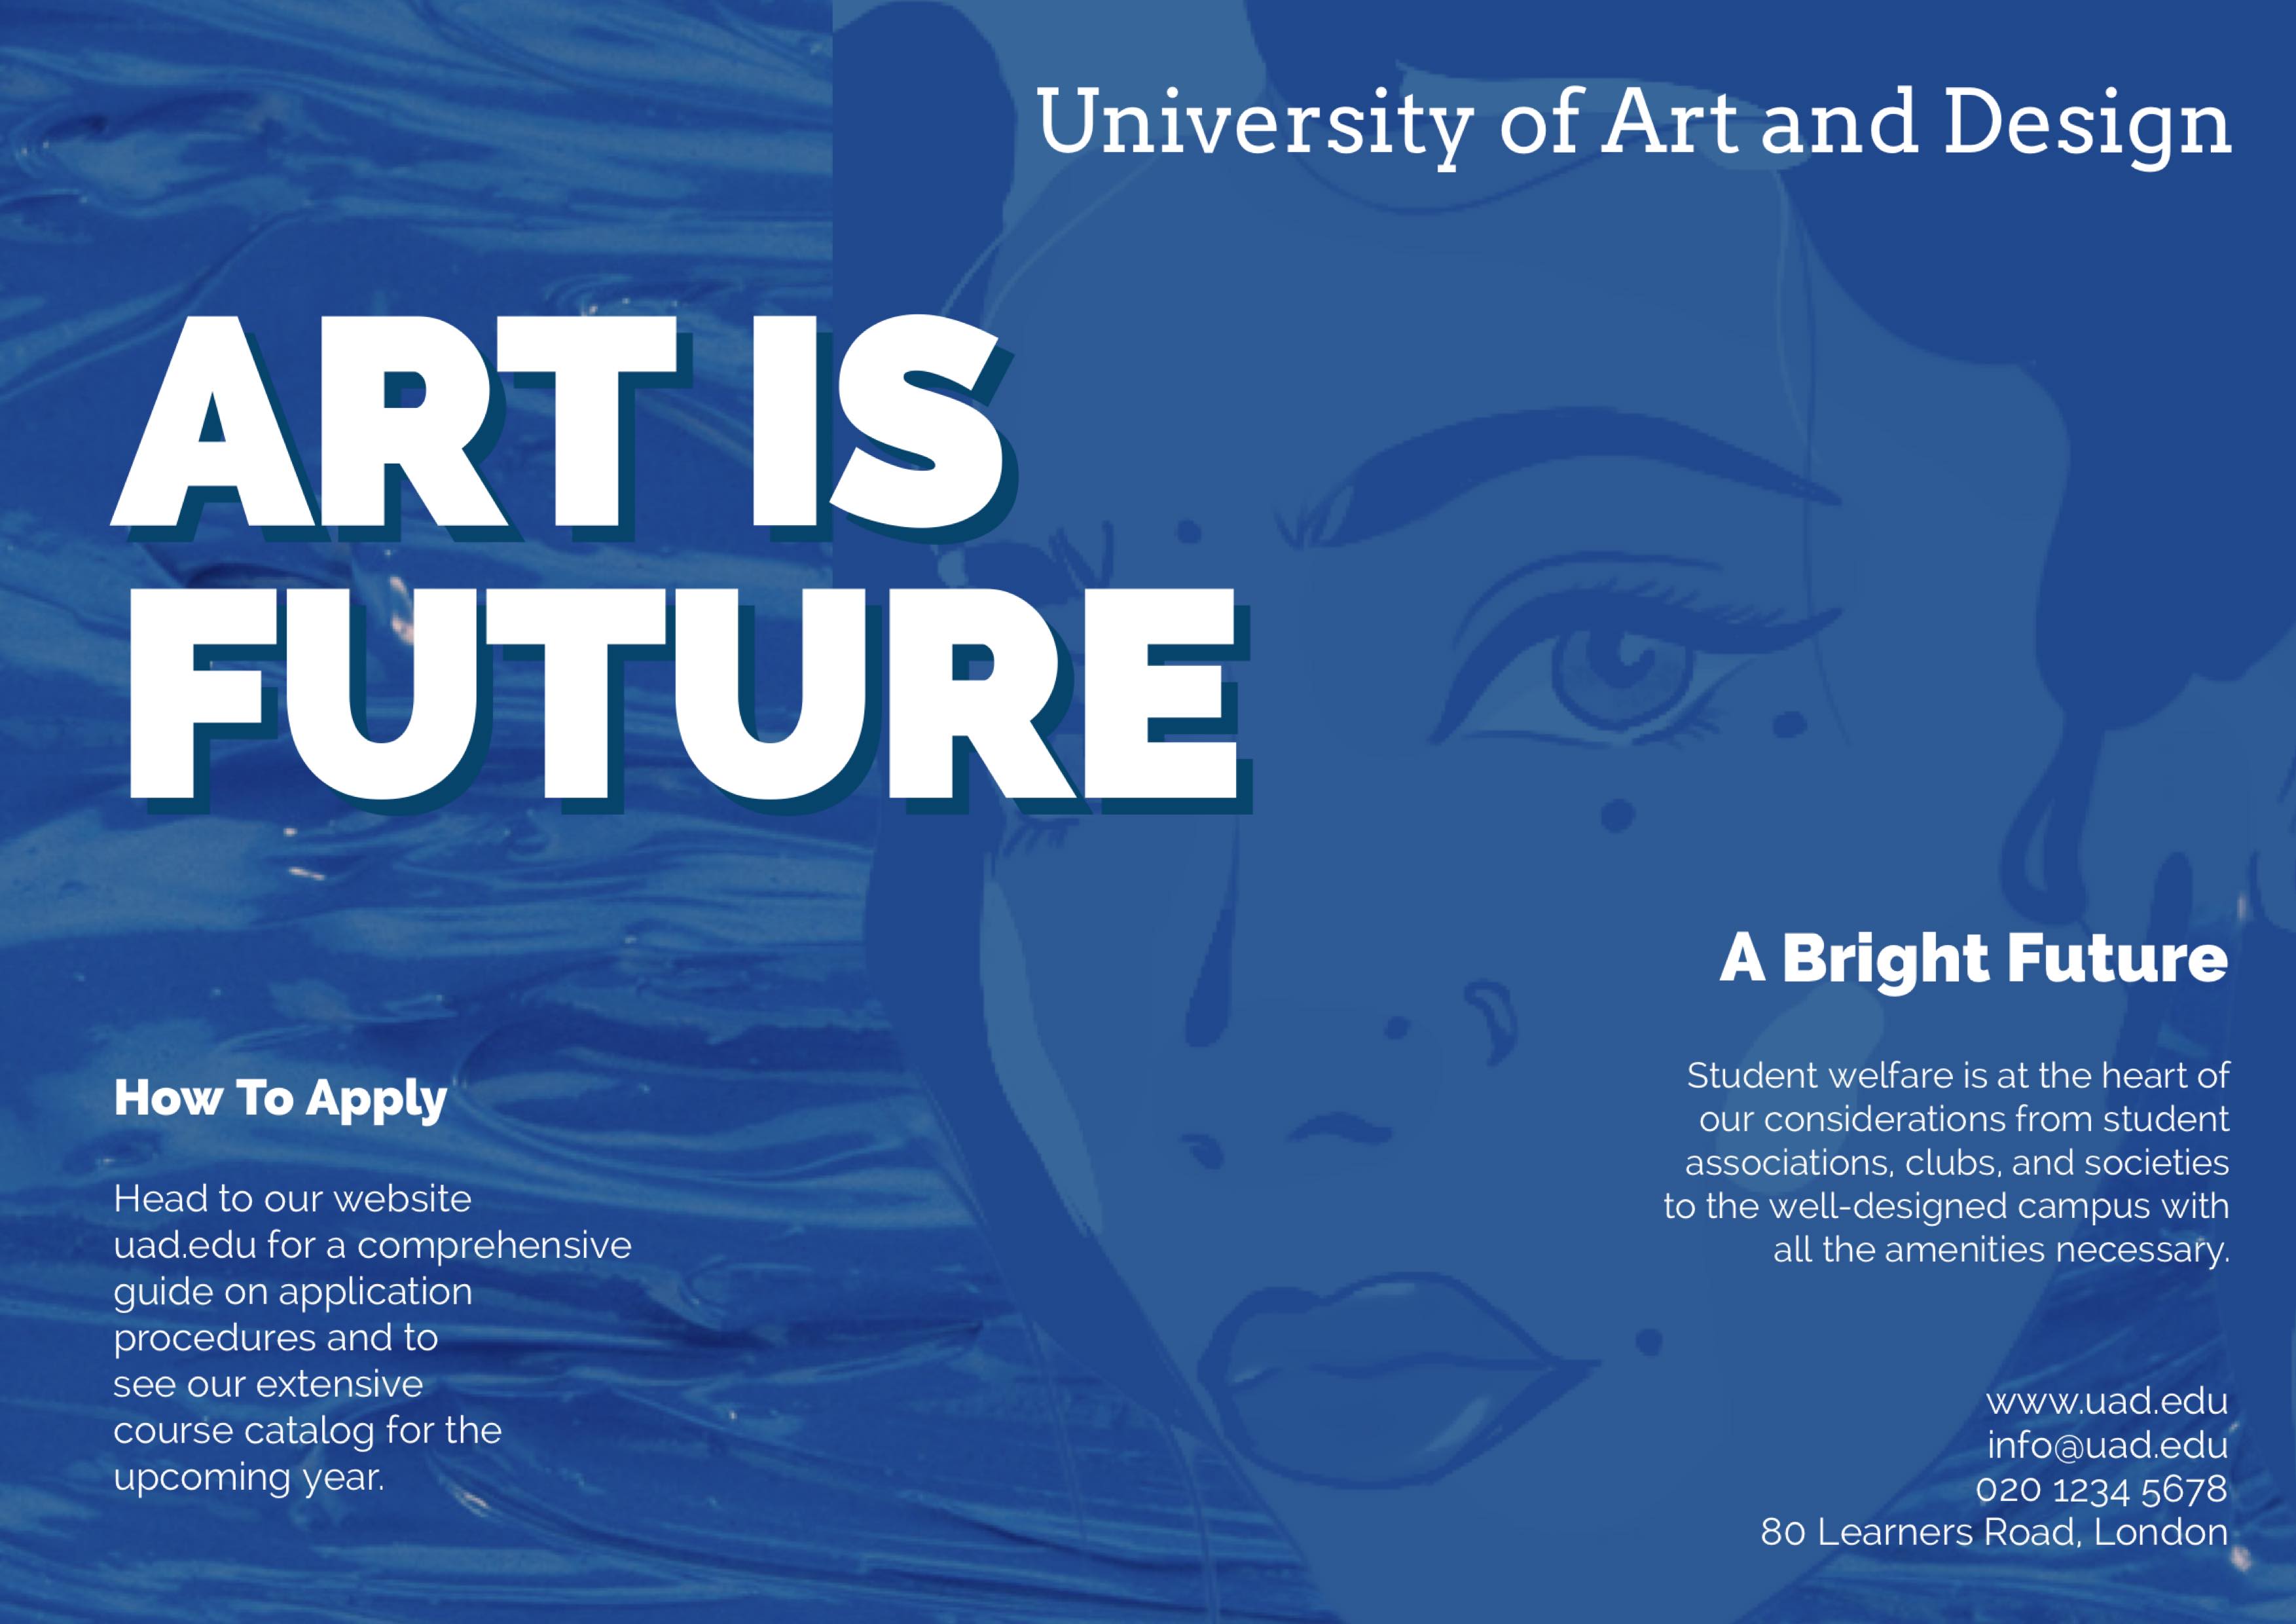 University of Art and Design
ART IS
FUTURE
How To Apply
Head to our website
uad.edu for a comprehensive
guide on application
procedures and to
see our extensive
course catalog for the
upcoming year.
A Bright Future
Student welfare is at the heart of
our considerations from student
associations, clubs, and societies
to the well-designed campus with
all the amenities necessary.
www.uad.edu
info@uad.edu
020 1234 5678
80 Learners Road, London